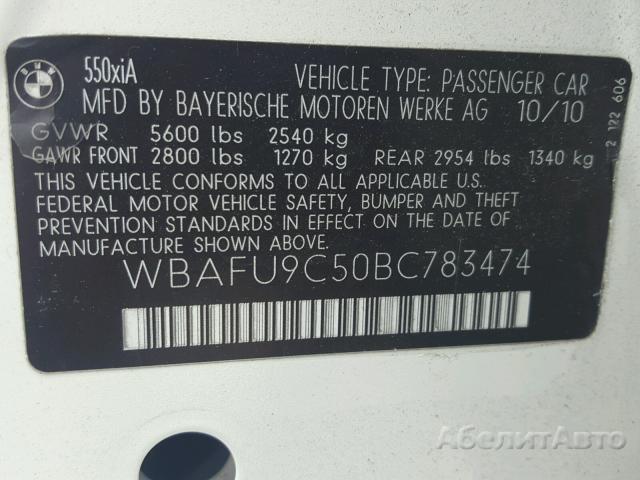 BMW
550xiA
VEHICLE TYPE: PASSENGER CAR
MFD BY BAYERISCHE MOTOREN WERKE AG 10/10
GVWR 5600 lbs 2540 kg
GAWR FRONT 2800 lbs 1270 kg REAR 2954 lbs 1340 kg
THIS VEHICLE CONFORMS TO ALL APPLICABLE U.S.
FEDERAL MOTOR VEHICLE SAFETY, BUMPER AND THEFT
PREVENTION STANDARDS IN EFFECT ON THE DATE OF
MANUFACTURE SHOWN ABOVE.
WBAFU9C50BC783474
2 122 606
АбелитАвто